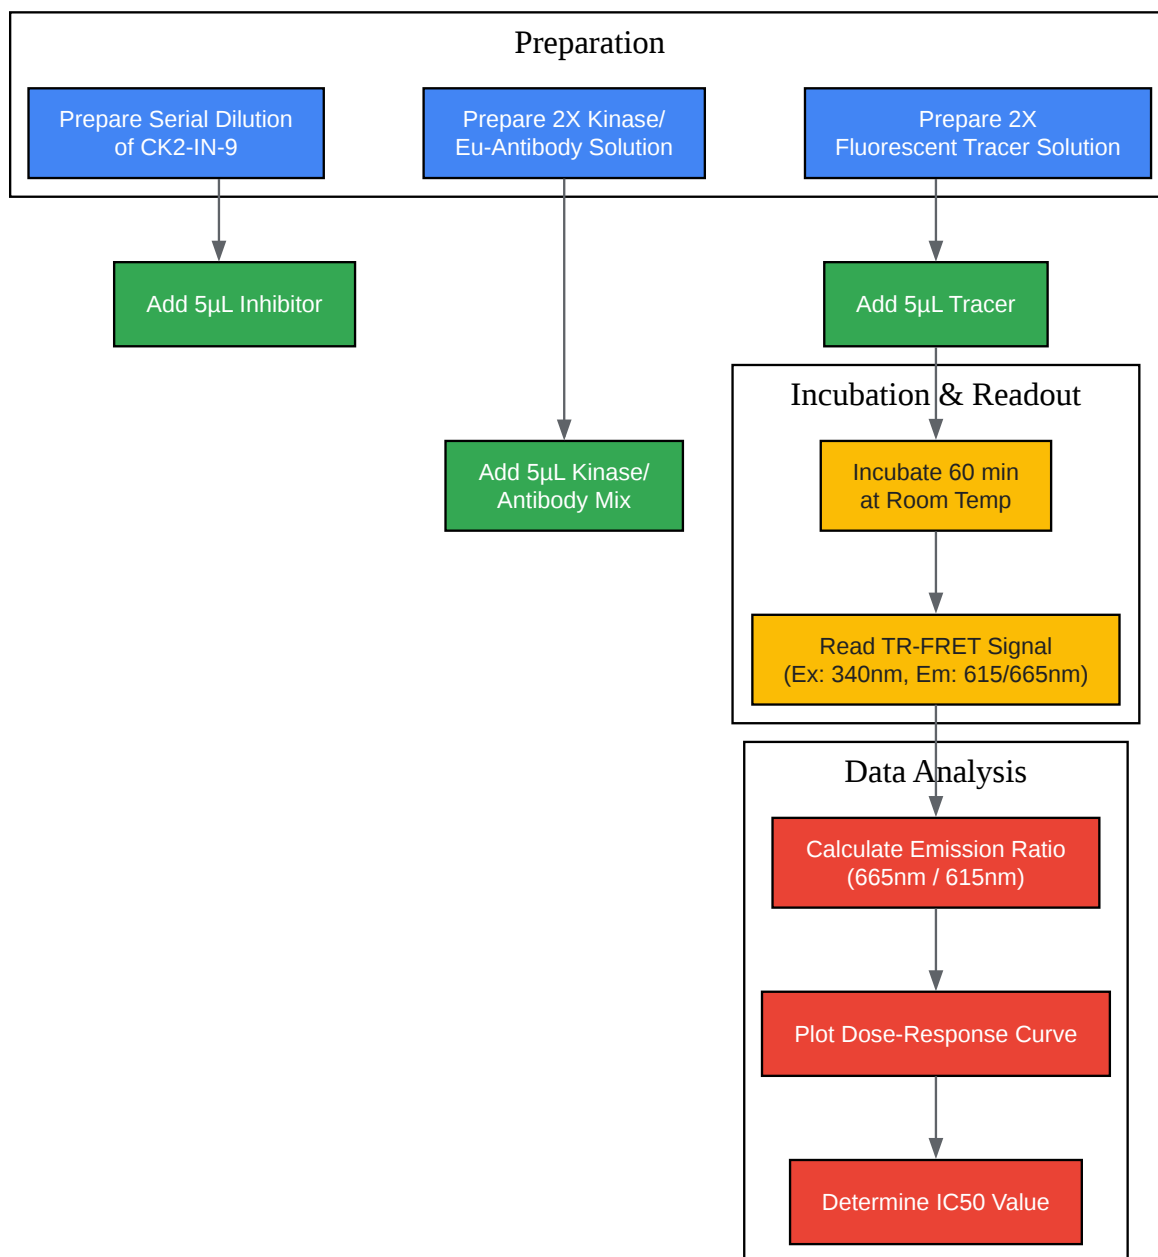 Preparation
Prepare Serial Dilution
of CK2-IN-9
Prepare 2X Kinase/
Eu-Antibody Solution
Prepare 2X
Fluorescent Tracer Solution
Add 5µL Inhibitor
Add 5µL Tracer
Incubation & Readout
Add 5µL Kinase/
Antibody Mix
Incubate 60 min
at Room Temp
Read TR-FRET Signal
(Ex: 340nm, Em: 615/665nm)
Data Analysis
Calculate Emission Ratio
(665nm / 615nm)
Plot Dose-Response Curve
Determine IC50 Value